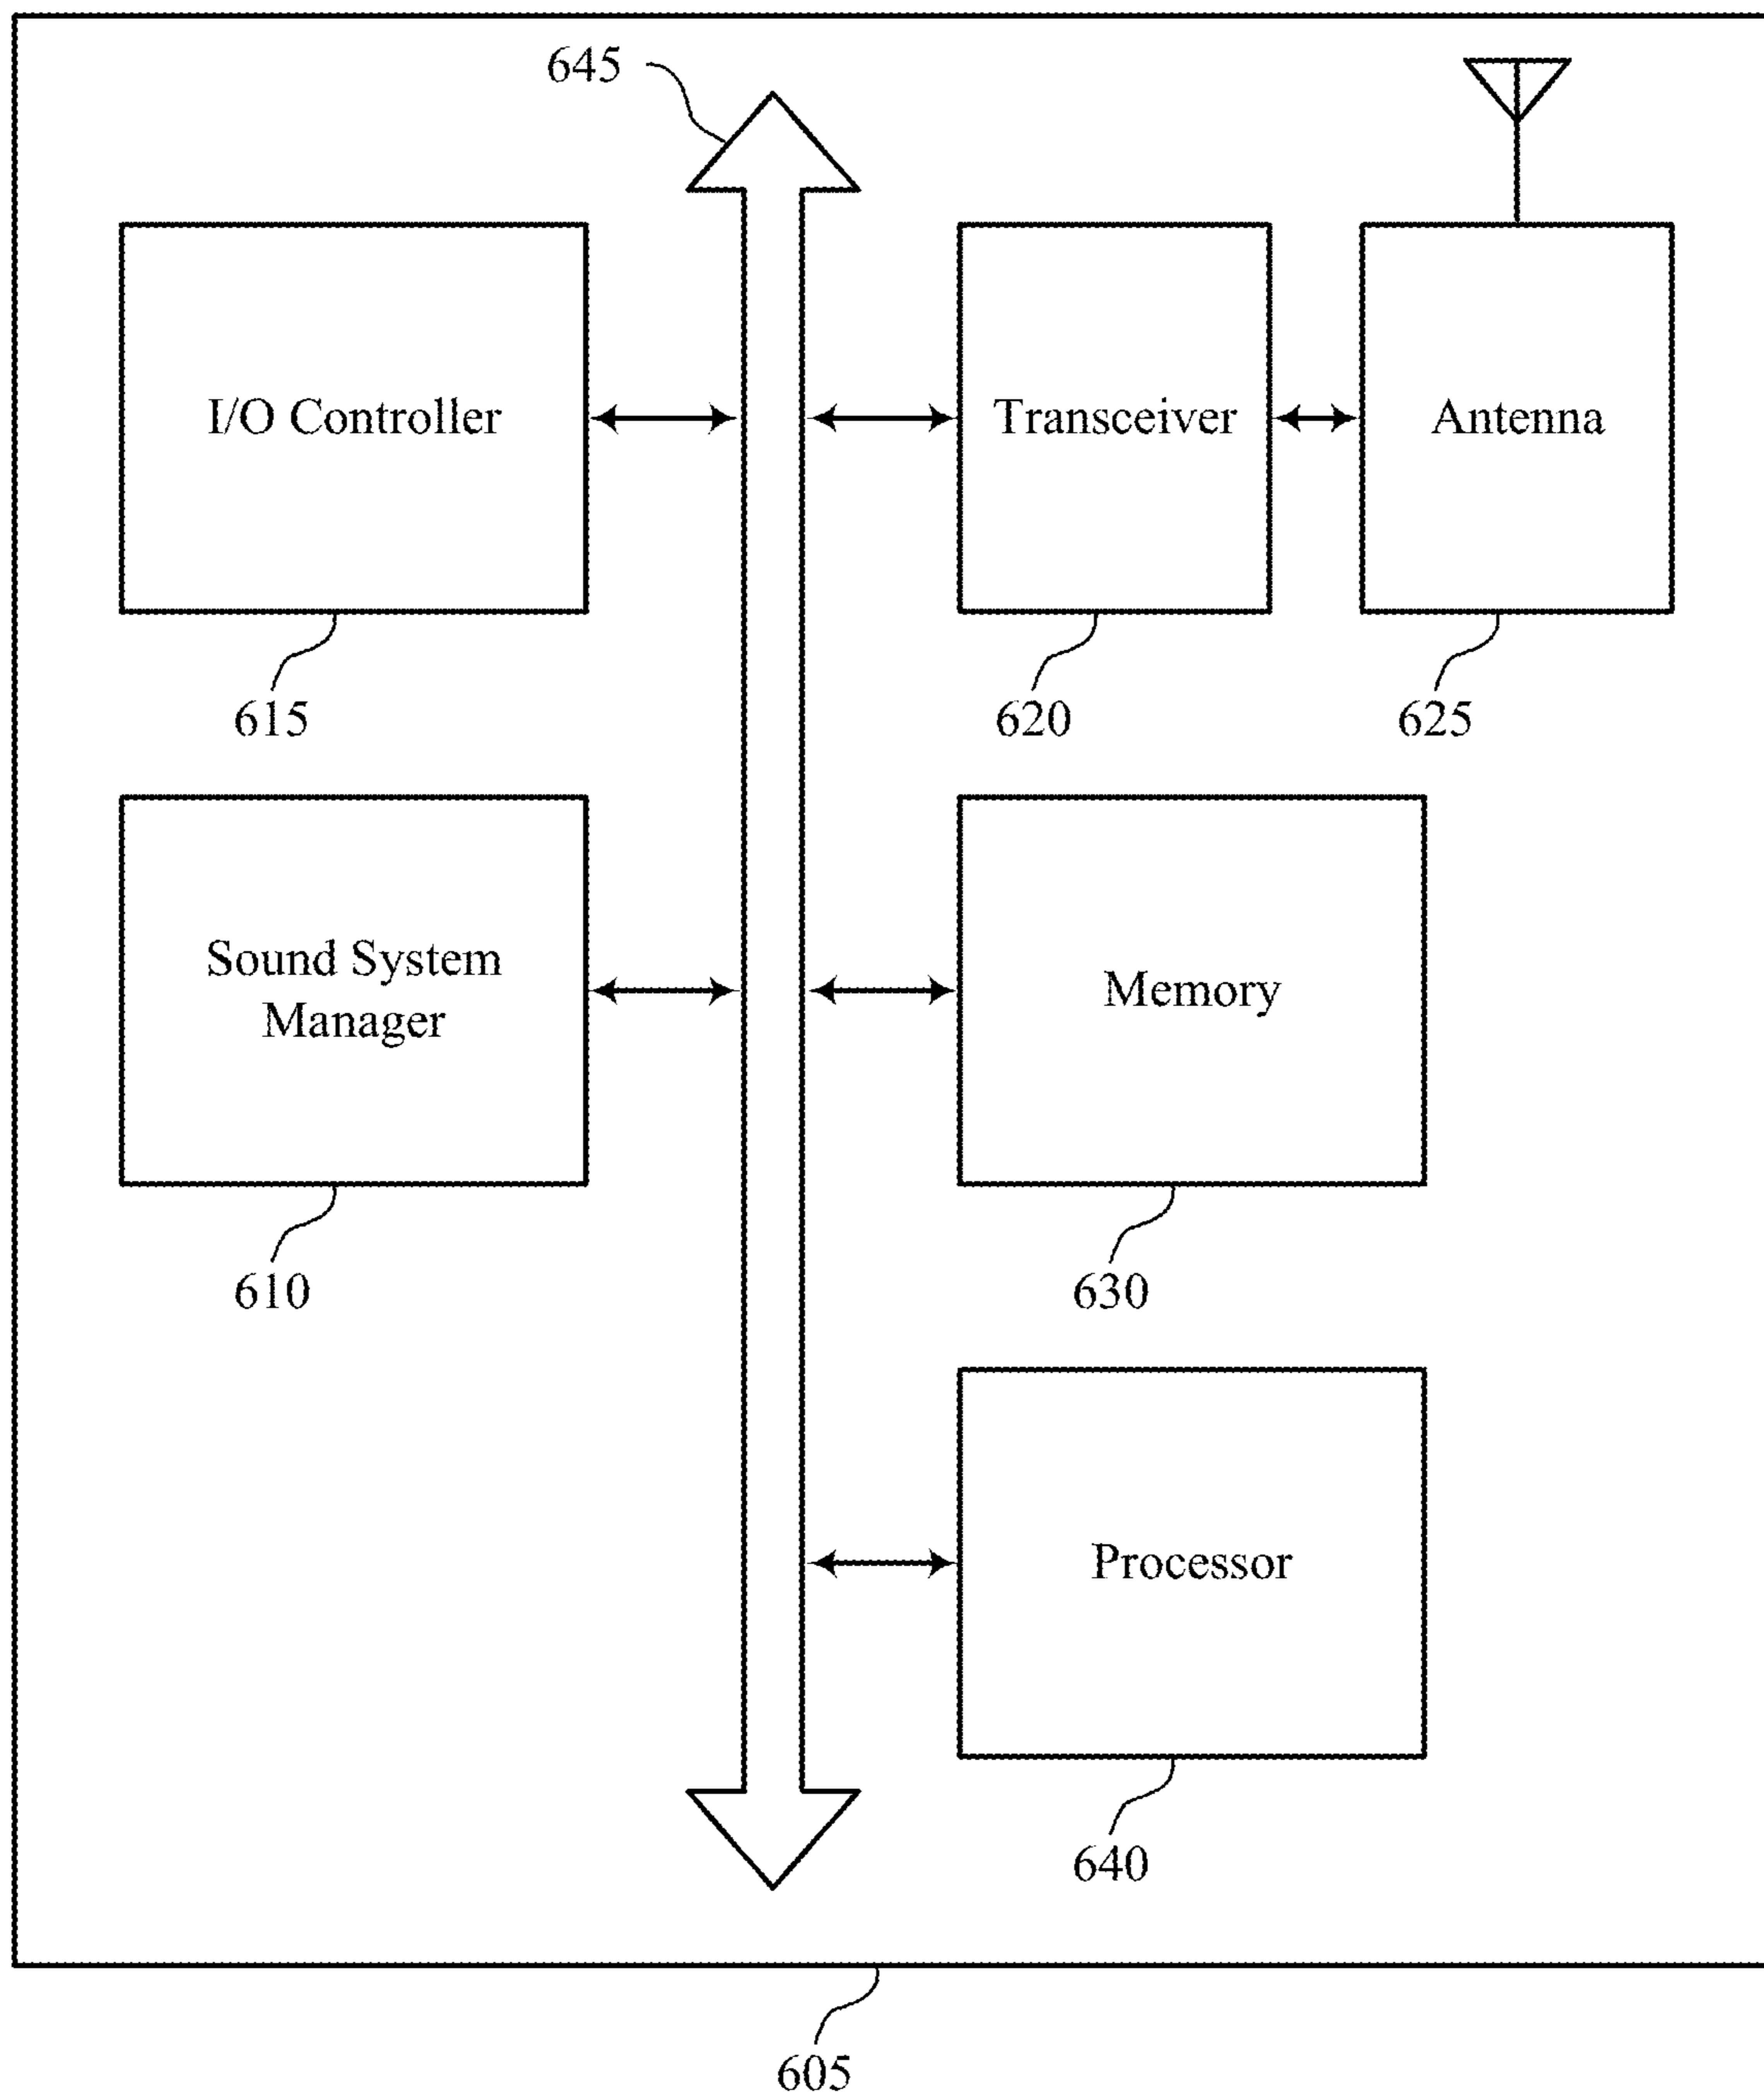 645
I/O Controller
Transceiver
Antenna
615
620
625
Sound System
Manager
Memory
610
630
Processor
640
605